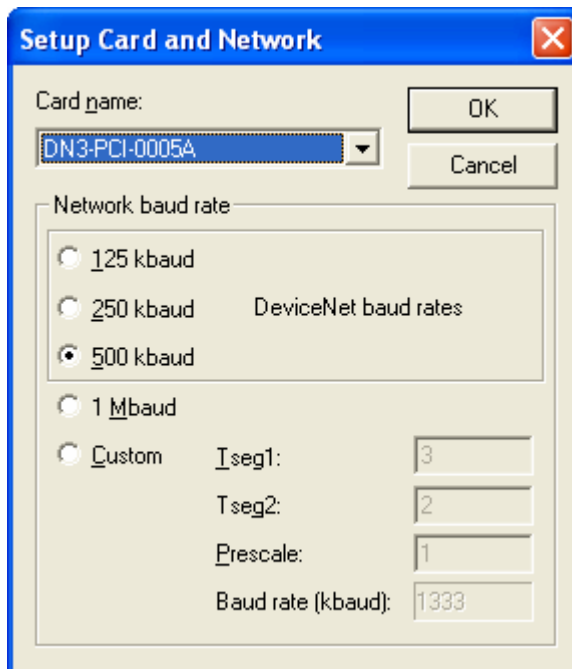 Setup Card and Network
Card name:
OK
DN3-PCI-0005A
Cancel
Network baud rate
125 kbaud
250 kbaud
DeviceNet baud rates
500 kbaud
1 Mbaud
Custom
Tseg1:
3
Tseg2:
2
Prescale:
1
Baud rate (kbaud):
1333